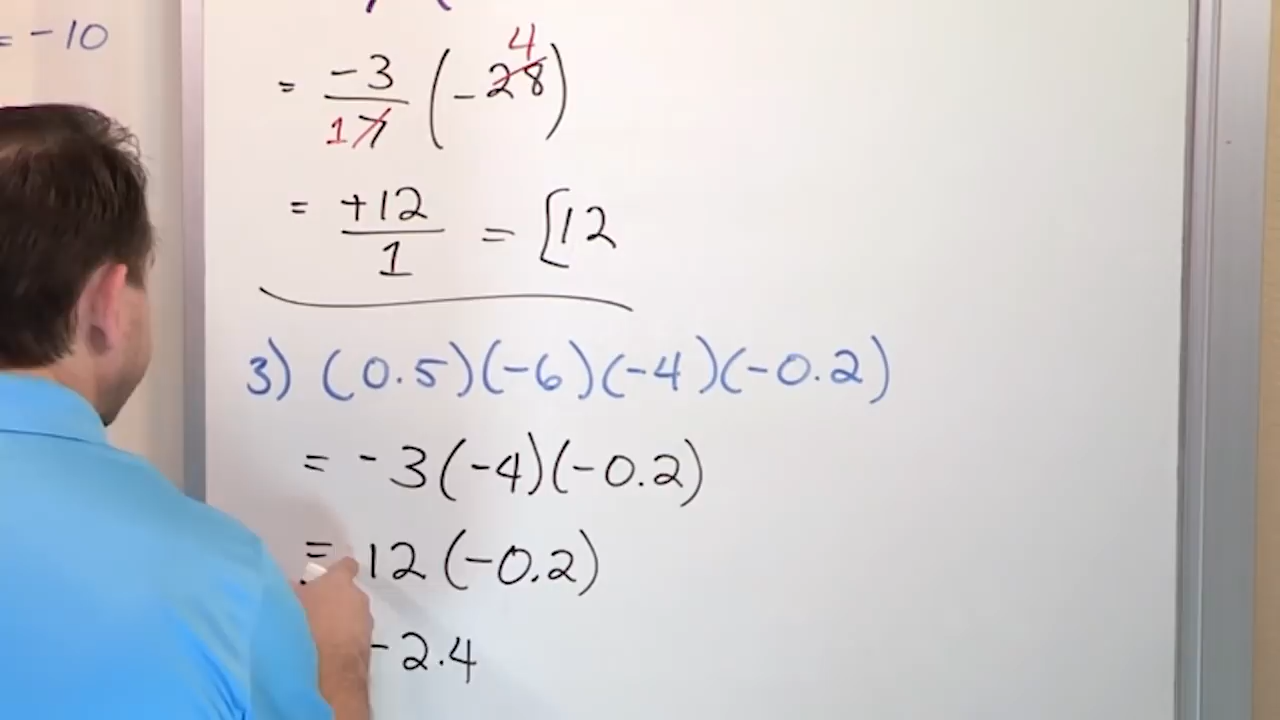 = -10
= -3/17 (-28) 4
= +12/1 = [12
3) (0.5)(-6)(-4)(-0.2)
= -3(-4)(-0.2)
= 12(-0.2)
-2.4